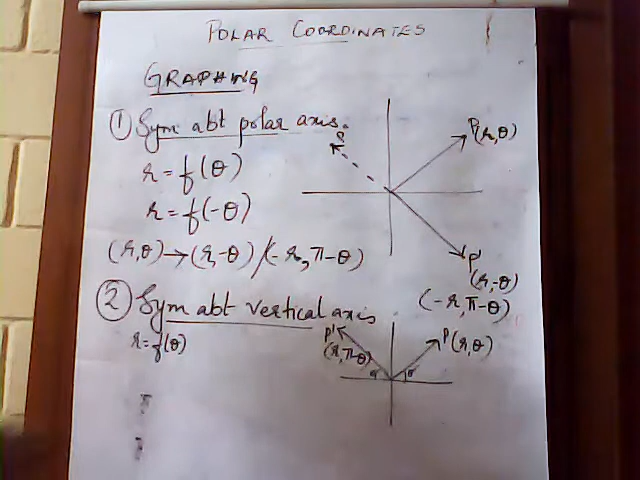 POLAR COORDINATES
GRAPHING
① Sym abt polar axis.
r = f(θ)
r = f(-θ)
(r,θ) → (r,-θ) / (-r, π-θ)
P(r,θ)
P'
(r,-θ)
(-r, π-θ)
② Sym abt vertical axis
r = f(θ)
P'
(r, π-θ)
P(r,θ)
θ θ